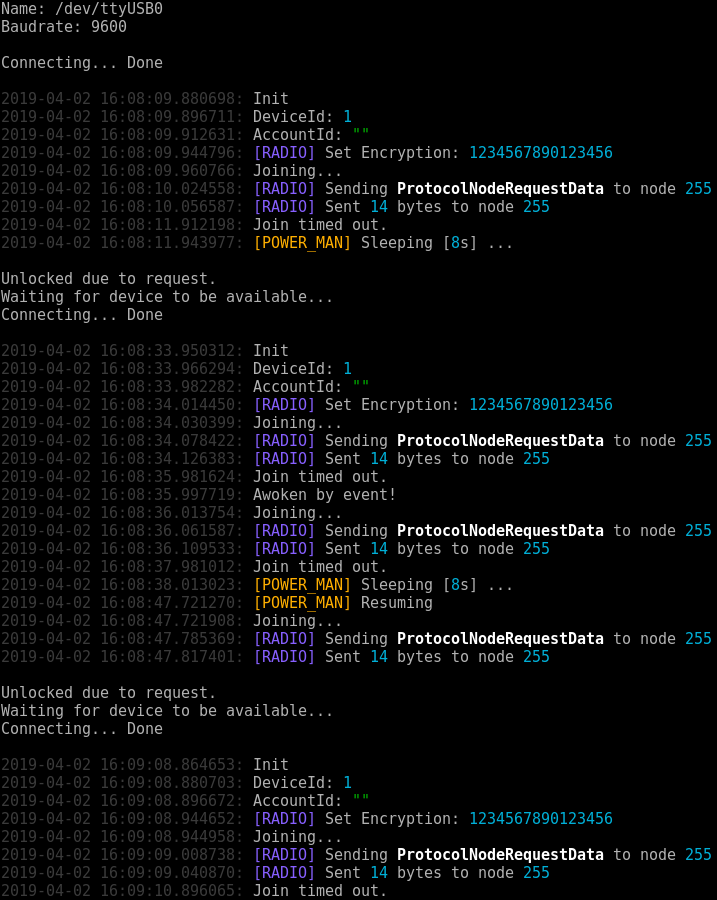 Name: /dev/ttyUSB0
Baudrate: 9600
Connecting... Done
2019-04-02 16:08:09.880698: Init
2019-04-02 16:08:09.896711: DeviceId: 1
2019-04-02 16:08:09.912631: AccountId: ""
2019-04-02 16:08:09.944796: [RADIO] Set Encryption: 1234567890123456
2019-04-02 16:08:09.960766: Joining...
2019-04-02 16:08:10.024558: [RADIO] Sending ProtocolNodeRequestData to node 255
2019-04-02 16:08:10.056587: [RADIO] Sent 14 bytes to node 255
2019-04-02 16:08:11.912198: Join timed out.
2019-04-02 16:08:11.943977: [POWER_MAN] Sleeping [8s] ...
Unlocked due to request.
Waiting for device to be available...
Connecting... Done
2019-04-02 16:08:33.950312: Init
2019-04-02 16:08:33.966294: DeviceId: 1
2019-04-02 16:08:33.982282: AccountId: ""
2019-04-02 16:08:34.014450: [RADIO] Set Encryption: 1234567890123456
2019-04-02 16:08:34.030399: Joining...
2019-04-02 16:08:34.078422: [RADIO] Sending ProtocolNodeRequestData to node 255
2019-04-02 16:08:34.126383: [RADIO] Sent 14 bytes to node 255
2019-04-02 16:08:35.981624: Join timed out.
2019-04-02 16:08:35.997719: Awoken by event!
2019-04-02 16:08:36.013754: Joining...
2019-04-02 16:08:36.061587: [RADIO] Sending ProtocolNodeRequestData to node 255
2019-04-02 16:08:36.109533: [RADIO] Sent 14 bytes to node 255
2019-04-02 16:08:37.981012: Join timed out.
2019-04-02 16:08:38.013023: [POWER_MAN] Sleeping [8s] ...
2019-04-02 16:08:47.721270: [POWER_MAN] Resuming
2019-04-02 16:08:47.721908: Joining...
2019-04-02 16:08:47.785369: [RADIO] Sending ProtocolNodeRequestData to node 255
2019-04-02 16:08:47.817401: [RADIO] Sent 14 bytes to node 255
Unlocked due to request.
Waiting for device to be available...
Connecting... Done
2019-04-02 16:09:08.864653: Init
2019-04-02 16:09:08.880703: DeviceId: 1
2019-04-02 16:09:08.896672: AccountId: ""
2019-04-02 16:09:08.944652: [RADIO] Set Encryption: 1234567890123456
2019-04-02 16:09:08.944958: Joining...
2019-04-02 16:09:09.008738: [RADIO] Sending ProtocolNodeRequestData to node 255
2019-04-02 16:09:09.040870: [RADIO] Sent 14 bytes to node 255
2019-04-02 16:09:10.896065: Join timed out.